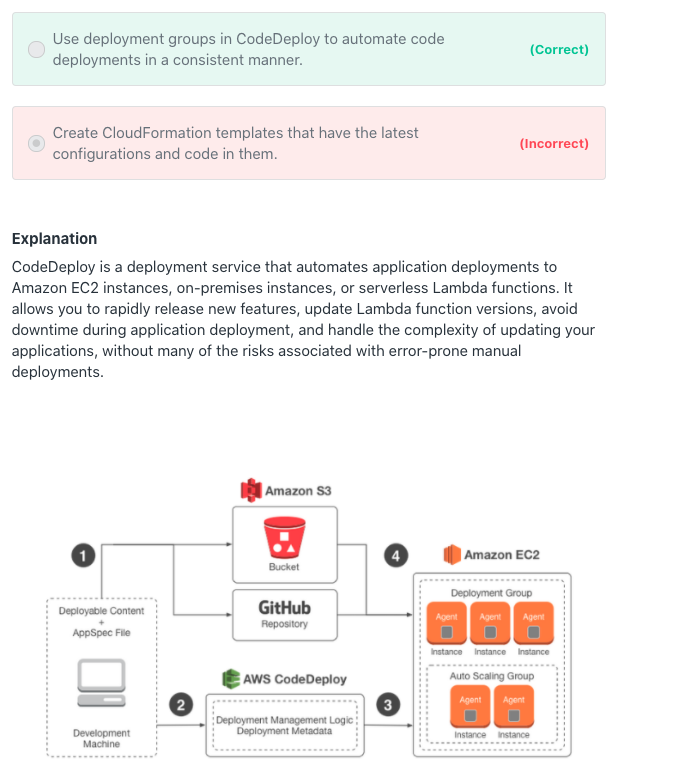 Use deployment groups in CodeDeploy to automate code
deployments in a consistent manner.
(Correct)
Create CloudFormation templates that have the latest
configurations and code in them.
(Incorrect)
Explanation
CodeDeploy is a deployment service that automates application deployments to
Amazon EC2 instances, on-premises instances, or serverless Lambda functions. It
allows you to rapidly release new features, update Lambda function versions, avoid
downtime during application deployment, and handle the complexity of updating your
applications, without many of the risks associated with error-prone manual
deployments.
Amazon S3
1
Bucket
4
Amazon EC2
Deployable Content
+
AppSpec File
GitHub
Repository
Deployment Group
Agent Agent Agent
Instance Instance Instance
Development
Machine
2
AWS CodeDeploy
Deployment Management Logic
Deployment Metadata
3
Auto Scaling Group
Agent Agent
Instance Instance